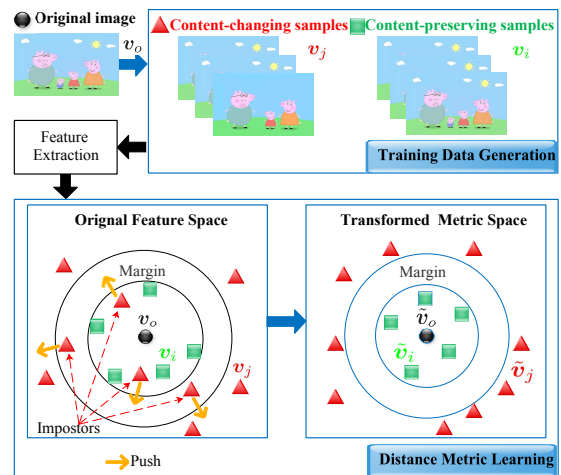 Original image
v_o
Content-changing samples
Content-preserving samples
v_j
v_i
Feature
Extraction
Training Data Generation
Orignal Feature Space
Transformed Metric Space
Margin
v_o
v_i
v_j
Impostors
Push
Margin
ṽ_o
ṽ_i
ṽ_j
Distance Metric Learning